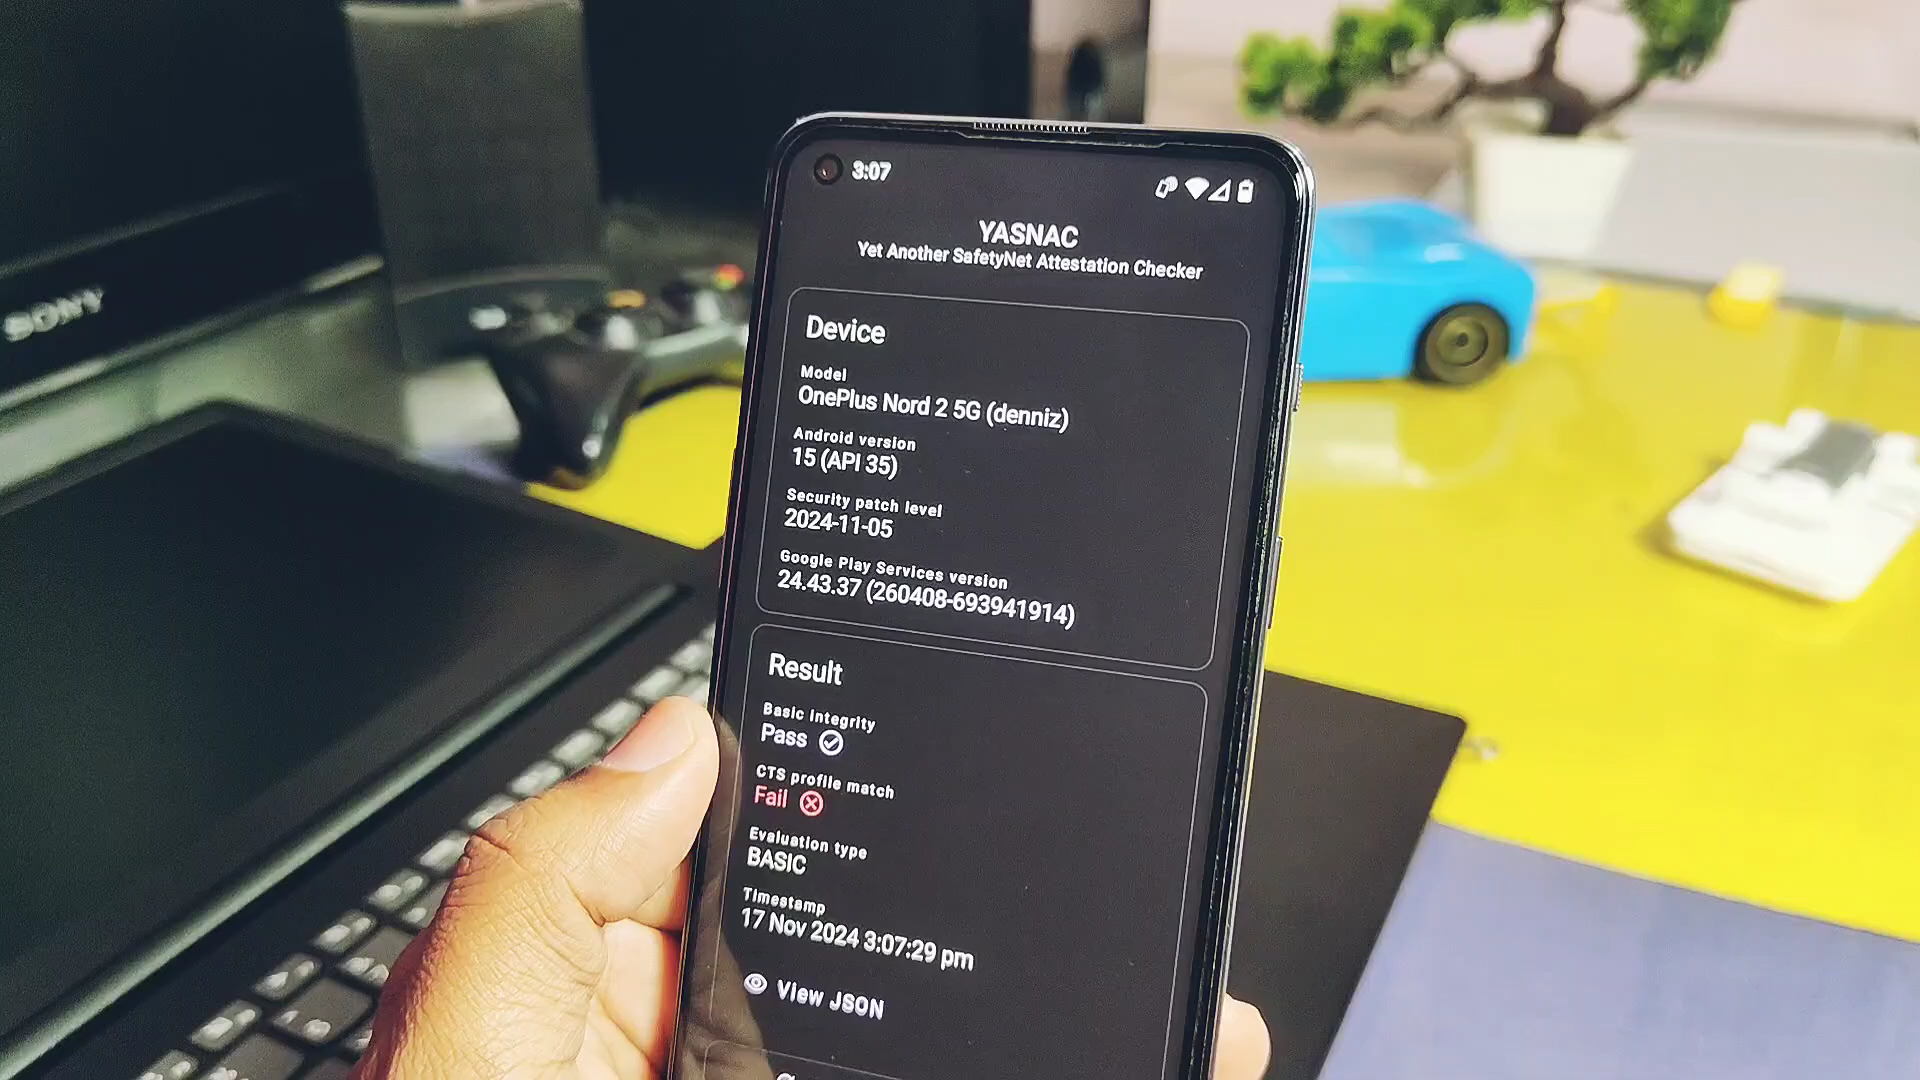 SONY
3:07
YASNAC
Yet Another SafetyNet Attestation Checker
Device
Model
OnePlus Nord 2 5G (denniz)
Android version
15 (API 35)
Security patch level
2024-11-05
Google Play Services version
24.43.37 (260408-693941914)
Result
Basic integrity
Pass
CTS profile match
Fail
Evaluation type
BASIC
Timestamp
17 Nov 2024 3:07:29 pm
View JSON